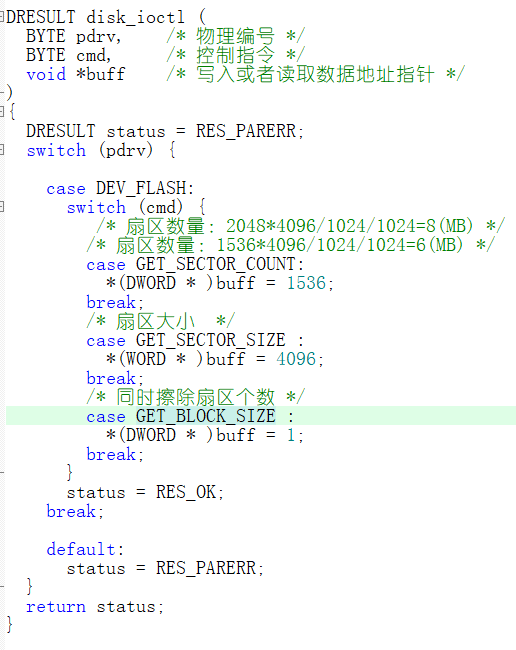 DRESULT disk_ioctl (
BYTE pdrv, /* 物理编号 */
BYTE cmd, /* 控制指令 */
void *buff /* 写入或者读取数据地址指针 */
)
{
DRESULT status = RES_PARERR;
switch (pdrv) {
case DEV_FLASH:
switch (cmd) {
/* 扇区数量: 2048*4096/1024/1024=8(MB) */
/* 扇区数量: 1536*4096/1024/1024=6(MB) */
case GET_SECTOR_COUNT:
*(DWORD * )buff = 1536;
break;
/* 扇区大小 */
case GET_SECTOR_SIZE :
*(WORD * )buff = 4096;
break;
/* 同时擦除扇区个数 */
case GET_BLOCK_SIZE :
*(DWORD * )buff = 1;
break;
}
status = RES_OK;
break;
default:
status = RES_PARERR;
}
return status;
}